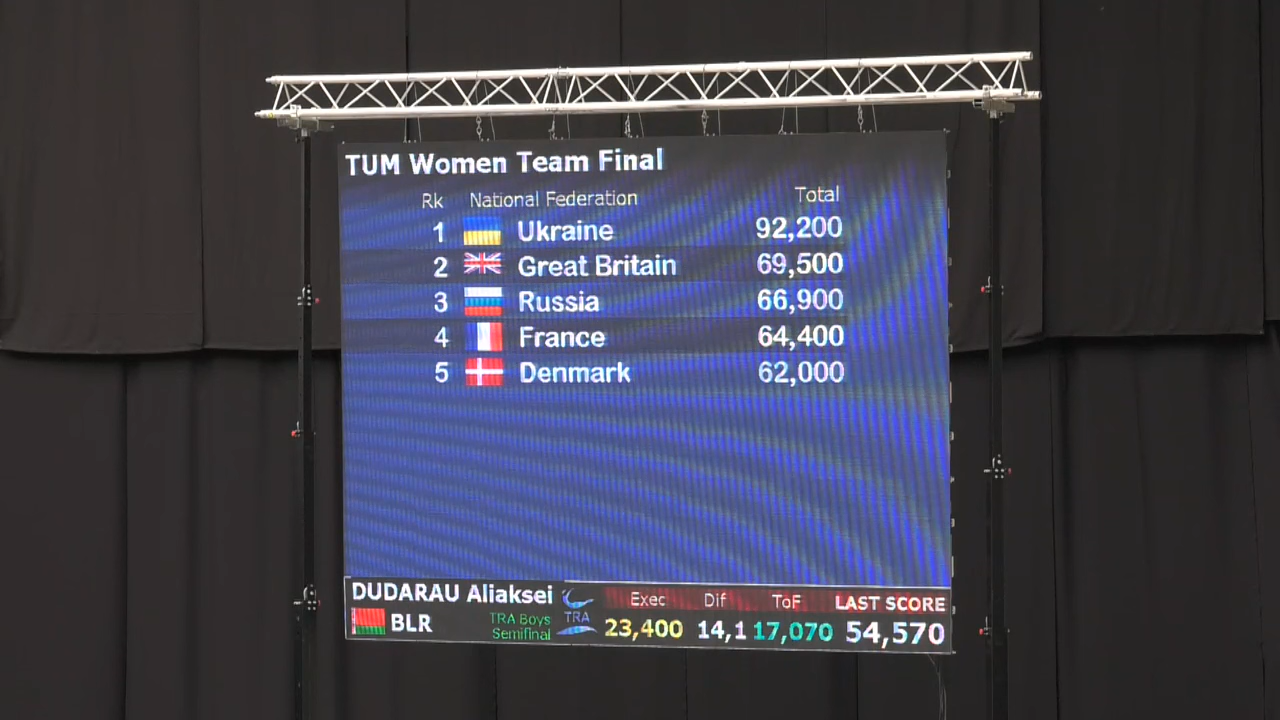 TUM Women Team Final
Rk National Federation Total
1 Ukraine 92,200
2 Great Britain 69,500
3 Russia 66,900
4 France 64,400
5 Denmark 62,000
DUDARAU Aliaksei TRA Exec Dif ToF LAST SCORE
BLR TRA Boys Semifinal 23,400 14,1 17,070 54,570